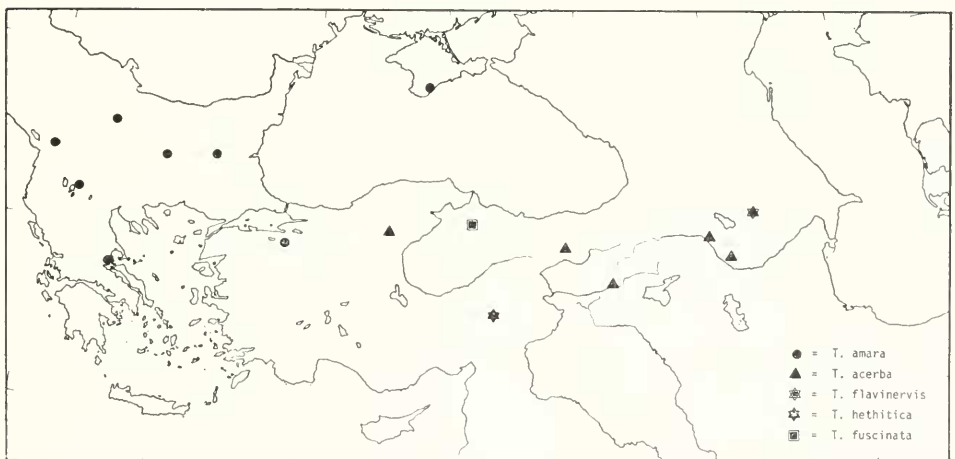 = T. amara
= T. acerba
= T. flavinervis
= T. hethitica
= T. fuscinata